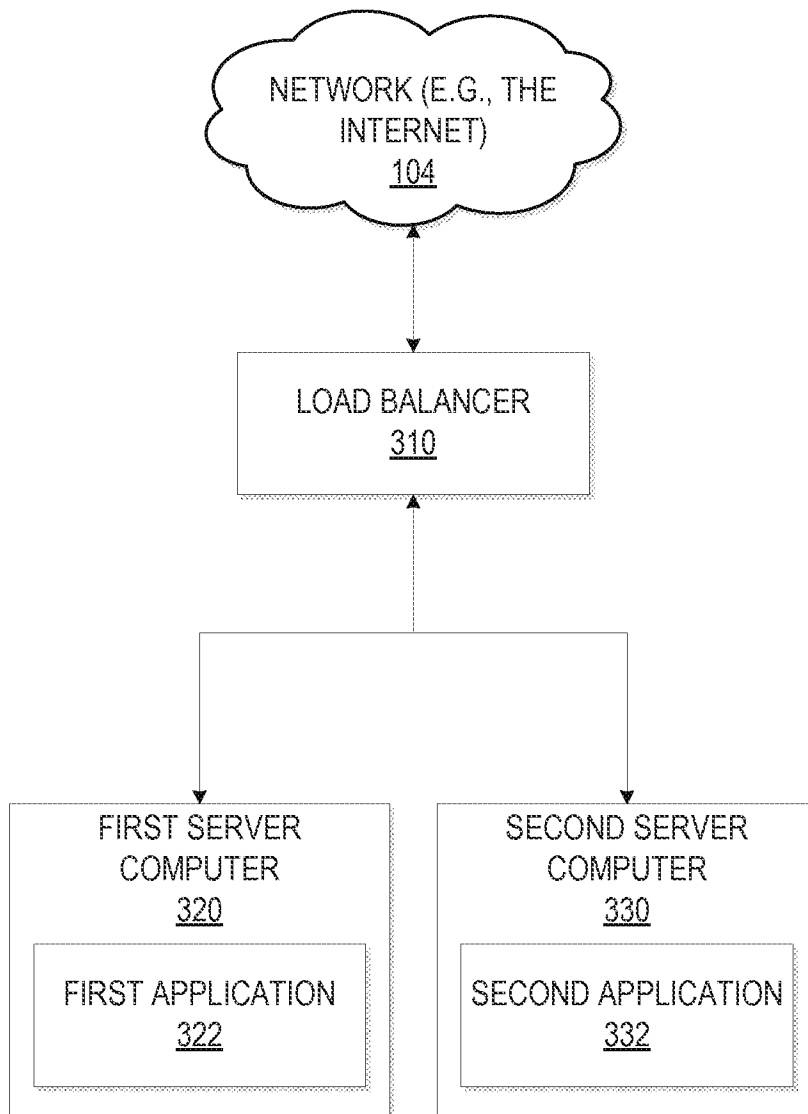 NETWORK (E.G., THE
INTERNET)
104
LOAD BALANCER
310
FIRST SERVER
COMPUTER
320
FIRST APPLICATION
322
SECOND SERVER
COMPUTER
330
SECOND APPLICATION
332